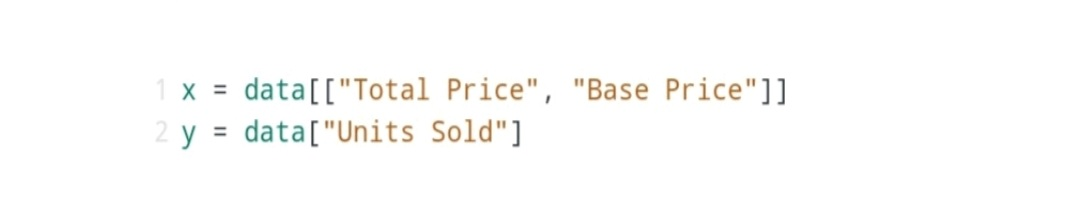 1 x = data[["Total Price", "Base Price"]]
2 y = data["Units Sold"]